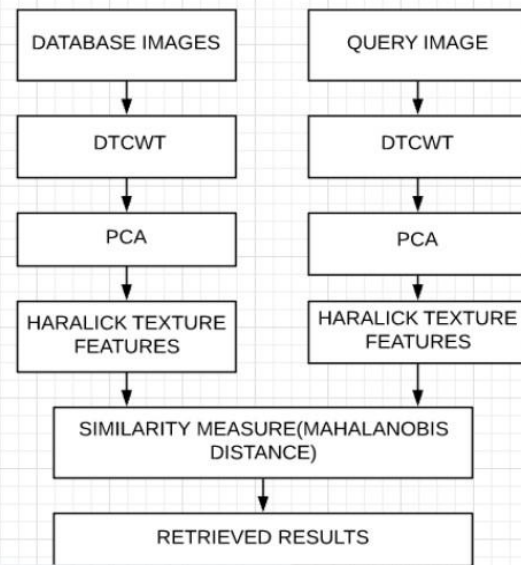 DATABASE IMAGES
QUERY IMAGE
DTCWT
DTCWT
PCA
PCA
HARALICK TEXTURE
FEATURES
HARALICK TEXTURE
FEATURES
SIMILARITY MEASURE(MAHALANOBIS
DISTANCE)
RETRIEVED RESULTS